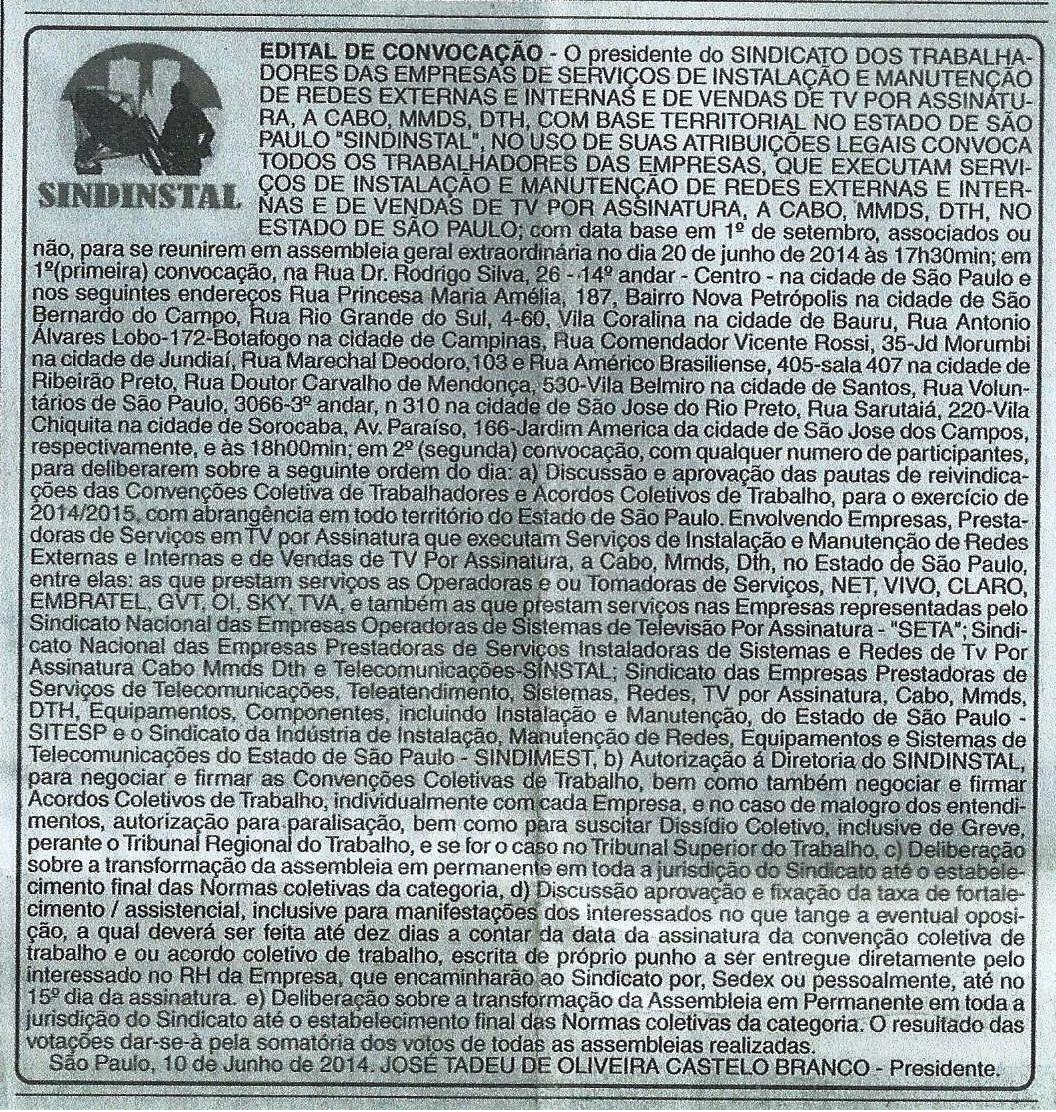 SINDINSTAL
EDITAL DE CONVOCAÇÃO - O presidente do SINDICATO DOS TRABALHA-
DORES DAS EMPRESAS DE SERVIÇOS DE INSTALAÇÃO E MANUTENÇÃO
DE REDES EXTERNAS E INTERNAS E DE VENDAS DE TV POR ASSINATU-
RA, A CABO, MMDS, DTH, COM BASE TERRITORIAL NO ESTADO DE SÃO
PAULO "SINDINSTAL", NO USO DE SUAS ATRIBUIÇÕES LEGAIS CONVOCA
TODOS OS TRABALHADORES DAS EMPRESAS, QUE EXECUTAM SERVI-
ÇOS DE INSTALAÇÃO E MANUTENÇÃO DE REDES EXTERNAS E INTER-
NAS E DE VENDAS DE TV POR ASSINATURA, A CABO, MMDS, DTH, NO
ESTADO DE SÃO PAULO; com data base em 1º de setembro, associados ou
não, para se reunirem em assembleia geral extraordinária no dia 20 de junho de 2014 às 17h30min; em
1º(primeira) convocação, na Rua Dr. Rodrigo Silva, 26 - 14º andar - Centro - na cidade de São Paulo e
nos seguintes endereços Rua Princesa Maria Amélia, 187, Bairro Nova Petrópolis na cidade de São
Bernardo do Campo, Rua Rio Grande do Sul, 4-60, Vila Coralina na cidade de Bauru, Rua Antonio
Álvares Lobo-172-Botafogo na cidade de Campinas, Rua Comendador Vicente Rossi, 35-Jd Morumbi
na cidade de Jundiaí, Rua Marechal Deodoro,103 e Rua Américo Brasiliense, 405-sala 407 na cidade de
Ribeirão Preto, Rua Doutor Carvalho de Mendonça, 530-Vila Belmiro na cidade de Santos, Rua Volun-
tários de São Paulo, 3066-3º andar, n 310 na cidade de São Jose do Rio Preto, Rua Sarutaiá, 220-Vila
Chiquita na cidade de Sorocaba, Av. Paraíso, 166-Jardim America da cidade de São Jose dos Campos,
respectivamente, e às 18h00min; em 2º (segunda) convocação, com qualquer numero de participantes,
para deliberarem sobre a seguinte ordem do dia: a) Discussão e aprovação das pautas de reivindica-
ções das Convenções Coletiva de Trabalhadores e Acordos Coletivos de Trabalho, para o exercício de
2014/2015, com abrangência em todo território do Estado de São Paulo. Envolvendo Empresas, Presta-
doras de Serviços em TV por Assinatura que executam Serviços de Instalação e Manutenção de Redes
Externas e Internas e de Vendas de TV Por Assinatura, a Cabo, Mmds, Dth, no Estado de São Paulo,
entre elas: as que prestam serviços as Operadoras e ou Tomadoras de Serviços, NET, VIVO, CLARO,
EMBRATEL, GVT, OI, SKY, TVA, e também as que prestam serviços nas Empresas representadas pelo
Sindicato Nacional das Empresas Operadoras de Sistemas de Televisão Por Assinatura - "SETA"; Sindi-
cato Nacional das Empresas Prestadoras de Serviços Instaladoras de Sistemas e Redes de Tv Por
Assinatura Cabo Mmds Dth e Telecomunicações-SINSTAL; Sindicato das Empresas Prestadoras de
Serviços de Telecomunicações, Teleatendimento, Sistemas, Redes, TV por Assinatura, Cabo, Mmds,
DTH, Equipamentos, Componentes, incluindo Instalação e Manutenção, do Estado de São Paulo -
SITESP e o Sindicato da Indústria de Instalação, Manutenção de Redes, Equipamentos e Sistemas de
Telecomunicações do Estado de São Paulo - SINDIMEST, b) Autorização á Diretoria do SINDINSTAL,
para negociar e firmar as Convenções Coletivas de Trabalho, bem como também negociar e firmar
Acordos Coletivos de Trabalho, individualmente com cada Empresa, e no caso de malogro dos entendi-
mentos, autorização para paralisação, bem como para suscitar Dissídio Coletivo, inclusive de Greve,
perante o Tribunal Regional do Trabalho, e se for o caso no Tribunal Superior do Trabalho, c) Deliberação
sobre a transformação da assembleia em permanente em toda a jurisdição do Sindicato até o estabele-
cimento final das Normas coletivas da categoria, d) Discussão aprovação e fixação da taxa de fortale-
cimento / assistencial, inclusive para manifestações dos interessados no que tange a eventual oposi-
ção, a qual deverá ser feita até dez dias a contar da data da assinatura da convenção coletiva de
trabalho e ou acordo coletivo de trabalho, escrita de próprio punho a ser entregue diretamente pelo
interessado no RH da Empresa, que encaminharão ao Sindicato por, Sedex ou pessoalmente, até no
15º dia da assinatura. e) Deliberação sobre a transformação da Assembleia em Permanente em toda a
jurisdição do Sindicato até o estabelecimento final das Normas coletivas da categoria. O resultado das
votações dar-se-à pela somatória dos votos de todas as assembleias realizadas.
São Paulo, 10 de Junho de 2014. JOSÉ TADEU DE OLIVEIRA CASTELO BRANCO - Presidente.